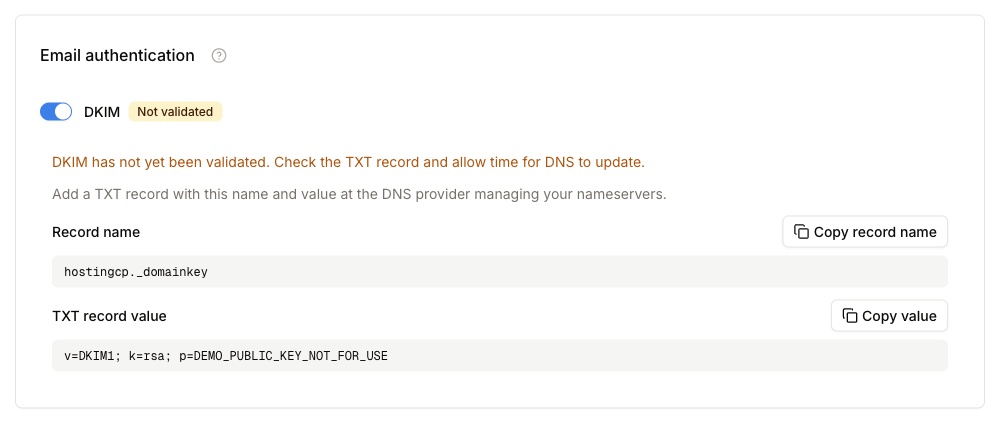 Email authentication
DKIM Not validated
DKIM has not yet been validated. Check the TXT record and allow time for DNS to update.
Add a TXT record with this name and value at the DNS provider managing your nameservers.
Record name Copy record name
hostingcp._domainkey
TXT record value Copy value
v=DKIM1; k=rsa; p=DEMO_PUBLIC_KEY_NOT_FOR_USE